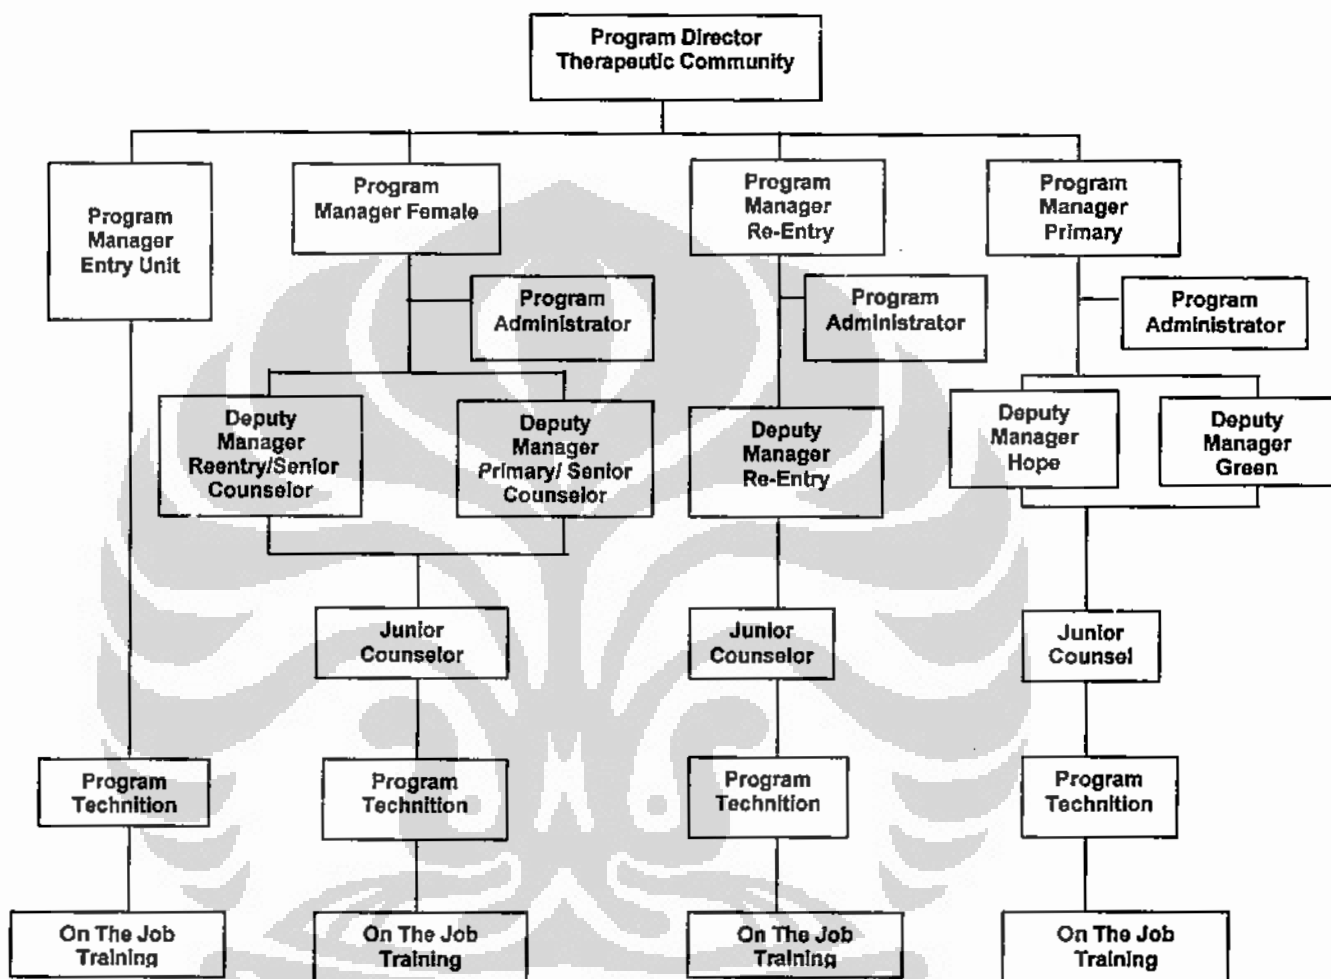 Program Director
Therapeutic Community
Program
Manager
Entry Unit
Program
Manager Female
Program
Manager
Re-Entry
Program
Manager
Primary
Program
Administrator
Program
Administrator
Program
Administrator
Deputy
Manager
Reentry/Senior
Counselor
Deputy
Manager
Primary/ Senior
Counselor
Deputy
Manager
Re-Entry
Deputy
Manager
Hope
Deputy
Manager
Green
Junior
Counselor
Junior
Counselor
Junior
Counsel
Program
Technition
Program
Technition
Program
Technition
Program
Technition
On The Job
Training
On The Job
Training
On The Job
Training
On The Job
Training